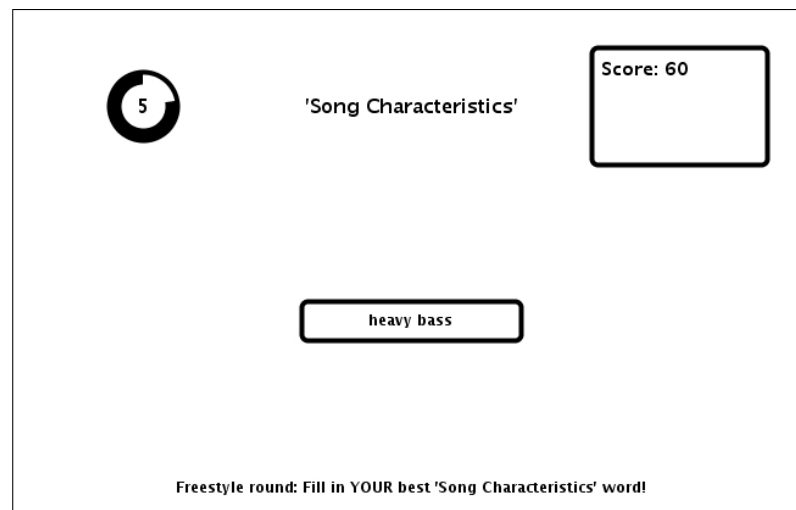 5
'Song Characteristics'
Score: 60
heavy bass
Freestyle round: Fill in YOUR best 'Song Characteristics' word!